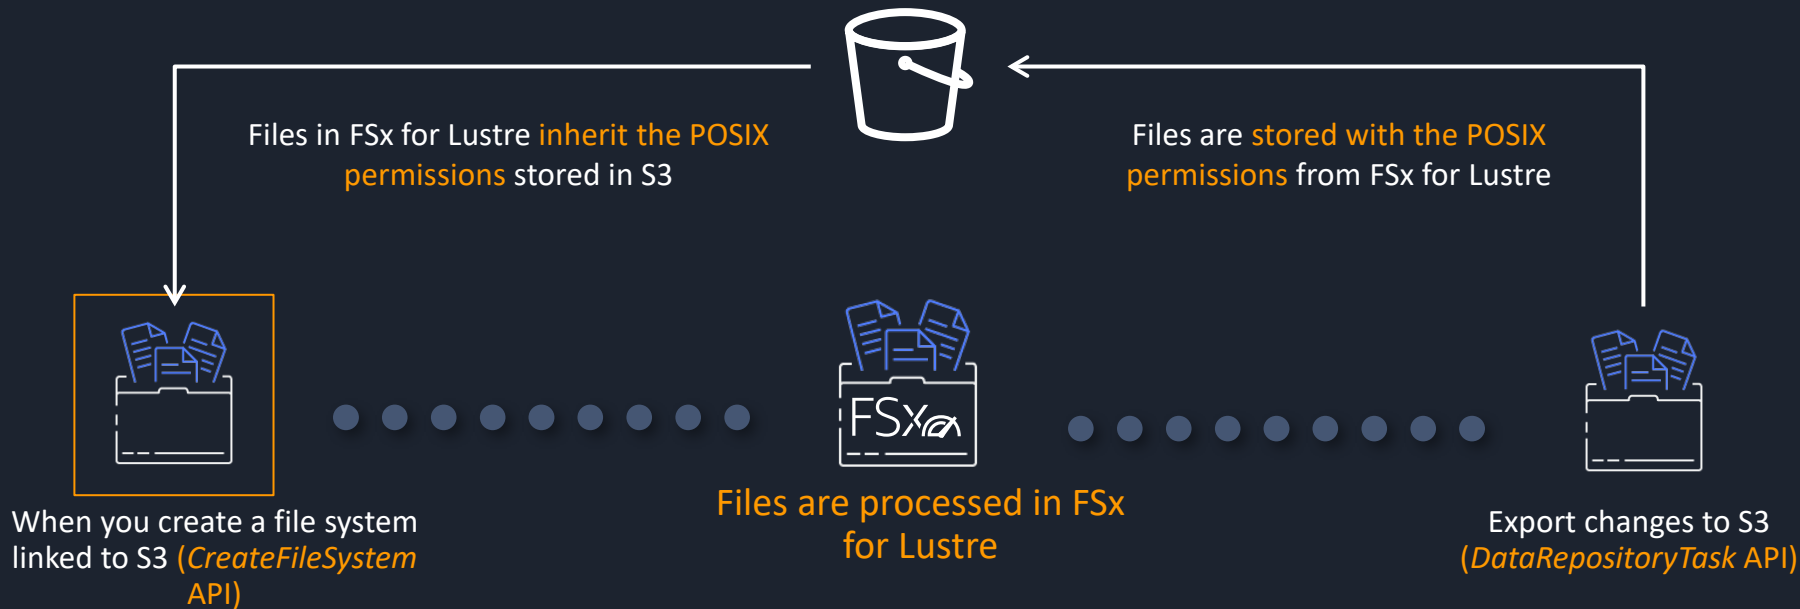 Files in FSx for Lustre inherit the POSIX
permissions stored in S3
Files are stored with the POSIX
permissions from FSx for Lustre
FSx
When you create a file system
linked to S3 (CreateFileSystem
API)
Files are processed in FSx
for Lustre
Export changes to S3
(DataRepositoryTask API)